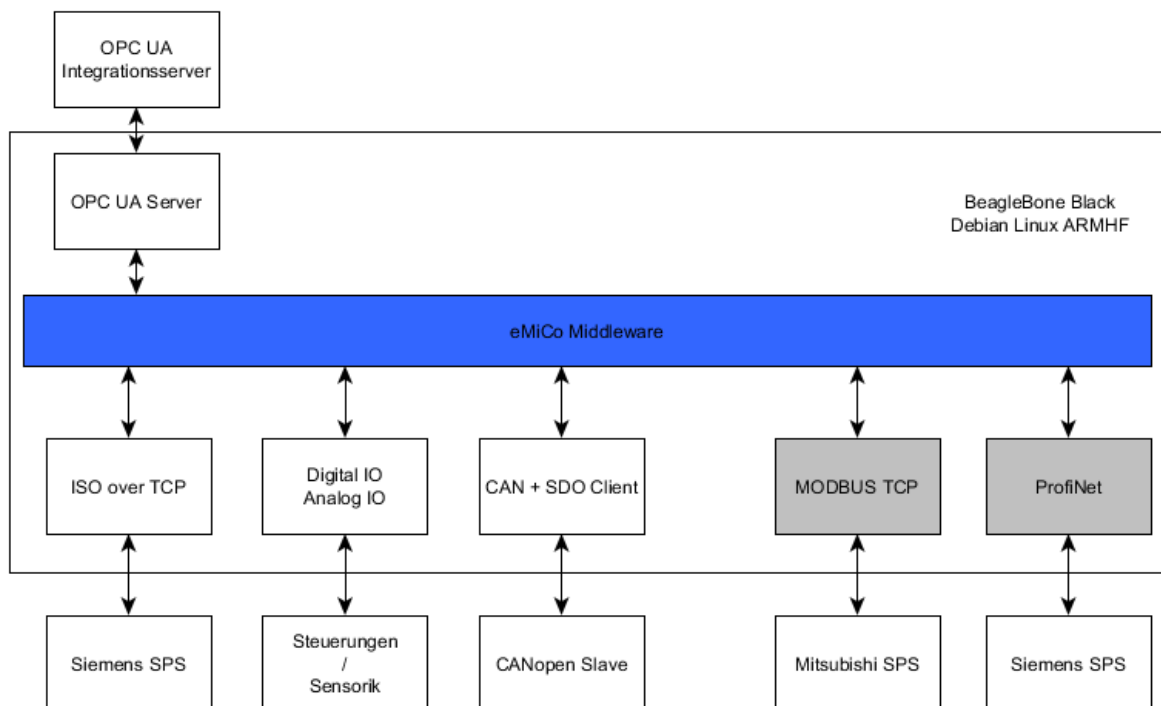 OPC UA
Integrationsserver
OPC UA Server
BeagleBone Black
Debian Linux ARMHF
eMiCo Middleware
ISO over TCP
Digital IO
Analog IO
CAN + SDO Client
MODBUS TCP
ProfiNet
Siemens SPS
Steuerungen
/
Sensorik
CANopen Slave
Mitsubishi SPS
Siemens SPS